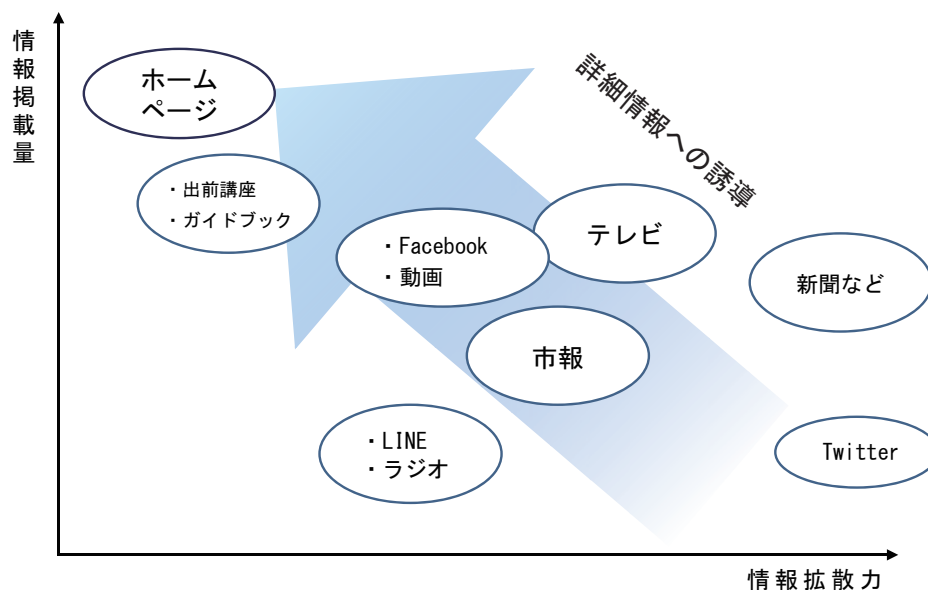 情報掲載量
ホーム
ページ
・出前講座
・ガイドブック
詳細情報への誘導
・Facebook
・動画
テレビ
新聞など
市報
・LINE
・ラジオ
Twitter
情報拡散力